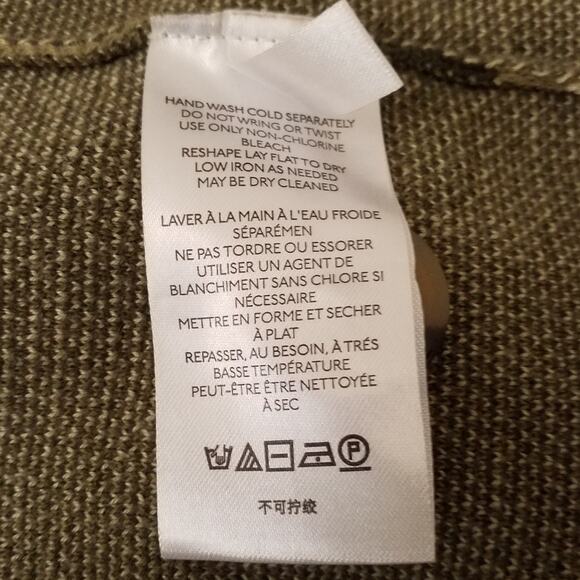 HAND WASH COLD SEPARATELY
DO NOT WRING OR TWIST
USE ONLY NON-CHLORINE
BLEACH
RESHAPE LAY FLAT TO DRY
LOW IRON AS NEEDED
MAY BE DRY CLEANED
LAVER À LA MAIN À L'EAU FROIDE
SÉPARÉMEN
NE PAS TORDRE OU ESSORER
UTILISER UN AGENT DE
BLANCHIMENT SANS CHLORE SI
NÉCESSAIRE
METTRE EN FORME ET SECHER
À PLAT
REPASSER, AU BESOIN, À TRÉS
BASSE TEMPÉRATURE
PEUT-ÊTRE ÊTRE NETTOYÉE
À SEC
P
不可拧绞